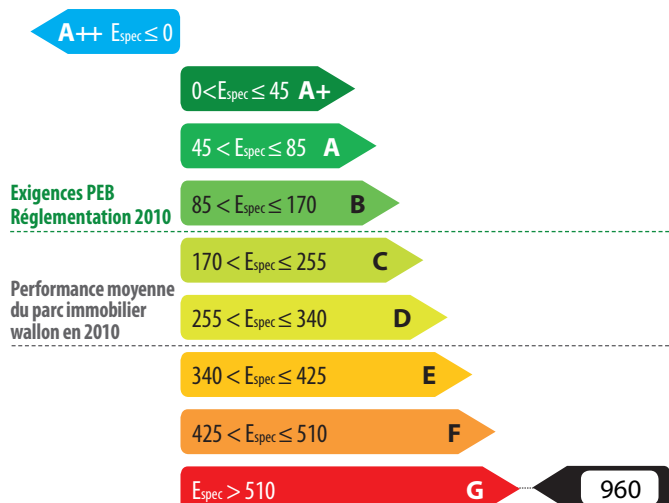 A++ Espec ≤ 0
0<Espec ≤ 45 A+
45 < Espec ≤ 85 A
Exigences PEB
Réglementation 2010
85 < Espec ≤ 170 B
170 < Espec ≤ 255 C
Performance moyenne
du parc immobilier
wallon en 2010
255 < Espec ≤ 340 D
340 < Espec ≤ 425 E
425 < Espec ≤ 510 F
Espec > 510 G 960